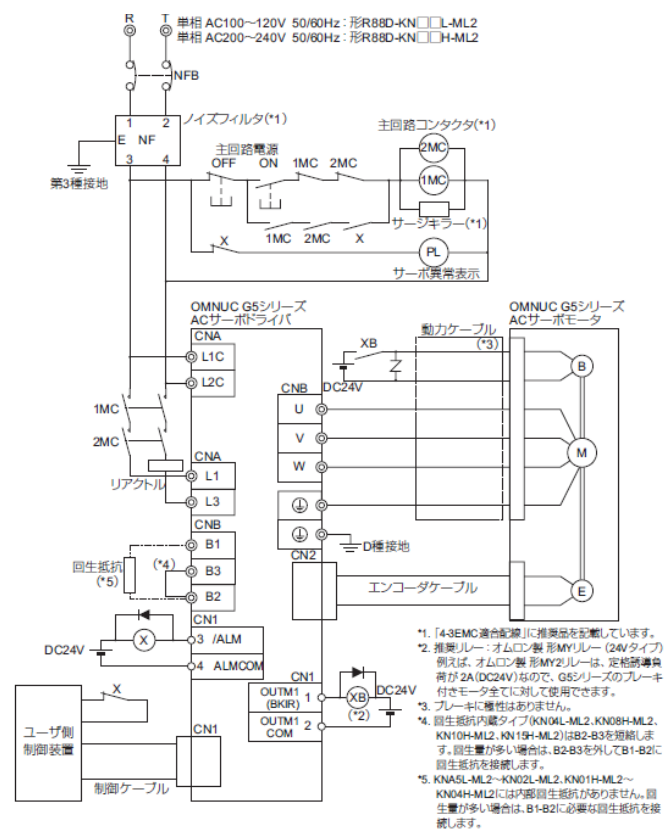 R T
単相 AC100～120V 50/60Hz：形R88D-KN□□L-ML2
単相 AC200～240V 50/60Hz：形R88D-KN□□H-ML2
NFB
1 2
ノイズフィルタ(*1)
E NF
3 4
第3種接地
主回路電源
OFF ON 1MC 2MC
主回路コンタクタ(*1)
2MC
1MC
サージキラー(*1)
1MC 2MC X
X
PL
サーボ異常表示
OMNUC G5シリーズ
ACサーボドライバ
OMNUC G5シリーズ
ACサーボモータ
CNA
L1C
L2C
XB
動力ケーブル
(*3)
DC24V
B
CNB
U
V
W
M
1MC
2MC
リアクトル
CNA
L1
L3
D種接地
CNB
B1
B3
B2
回生抵抗
(*5)
(*4)
CN2
エンコーダケーブル
E
CN1
3 /ALM
4 ALMCOM
X
DC24V
CN1
OUTM1
(BKIR)
1
OUTM1
COM
2
XB
(*2)
DC24V
X
ユーザ側
制御装置
CN1
制御ケーブル
*1. 「4-3EMC適合配線」に推奨品を記載しています。
*2. 推奨リレー：オムロン製 形MYリレー (24Vタイプ)
例えば、オムロン製 形MY2リレーは、定格誘導負
荷が 2A(DC24V)なので、G5シリーズのブレーキ
付きモータ全てに対して使用できます。
*3. ブレーキに極性はありません。
*4. 回生抵抗内蔵タイプ(KN04L-ML2、KN08H-ML2、
KN10H-ML2、KN15H-ML2)はB2-B3を短絡しま
す。回生量が多い場合は、B2-B3を外してB1-B2に
回生抵抗を接続します。
*5. KNA5L-ML2～KN02L-ML2、KN01H-ML2～
KN04H-ML2には内部回生抵抗がありません。回
生量が多い場合は、B1-B2に必要な回生抵抗を接
続します。